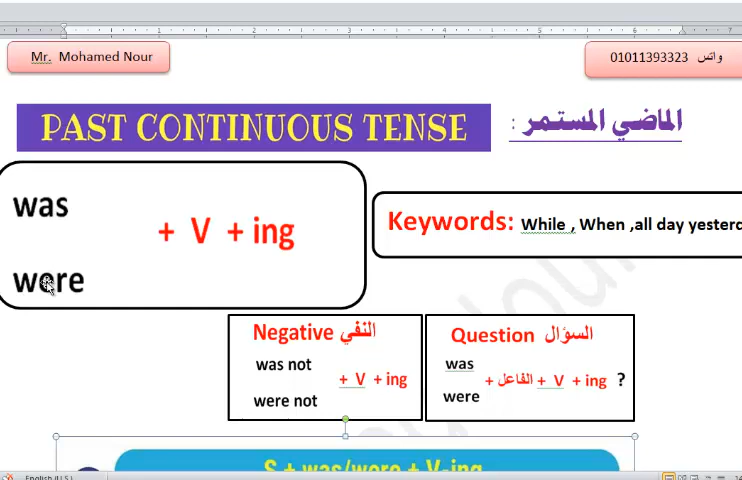 Mr. Mohamed Nour
واتس 01011393323
PAST CONTINUOUS TENSE
الماضي المستمر :
was
+ V + ing
were
Keywords: While , When ,all day
Negative النفي
was not
+ V + ing
were not
Question السؤال
was
+ الفاعل + V + ing ?
were
S + was/were + V-ing
English (U.S.)